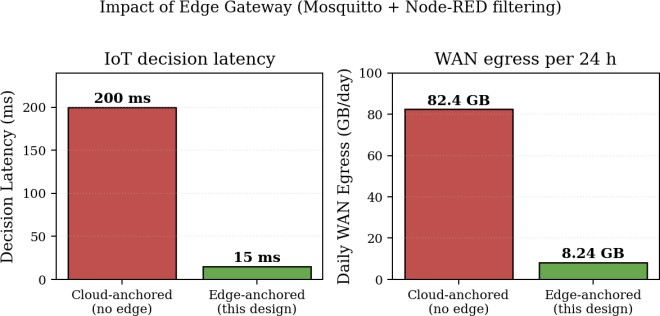 Impact of Edge Gateway (Mosquitto + Node-RED filtering)
IoT decision latency
Decision Latency (ms)
200
150
100
50
0
200 ms
15 ms
Cloud-anchored
(no edge)
Edge-anchored
(this design)
WAN egress per 24 h
Daily WAN Egress (GB/day)
100
80
60
40
20
0
82.4 GB
8.24 GB
Cloud-anchored
(no edge)
Edge-anchored
(this design)